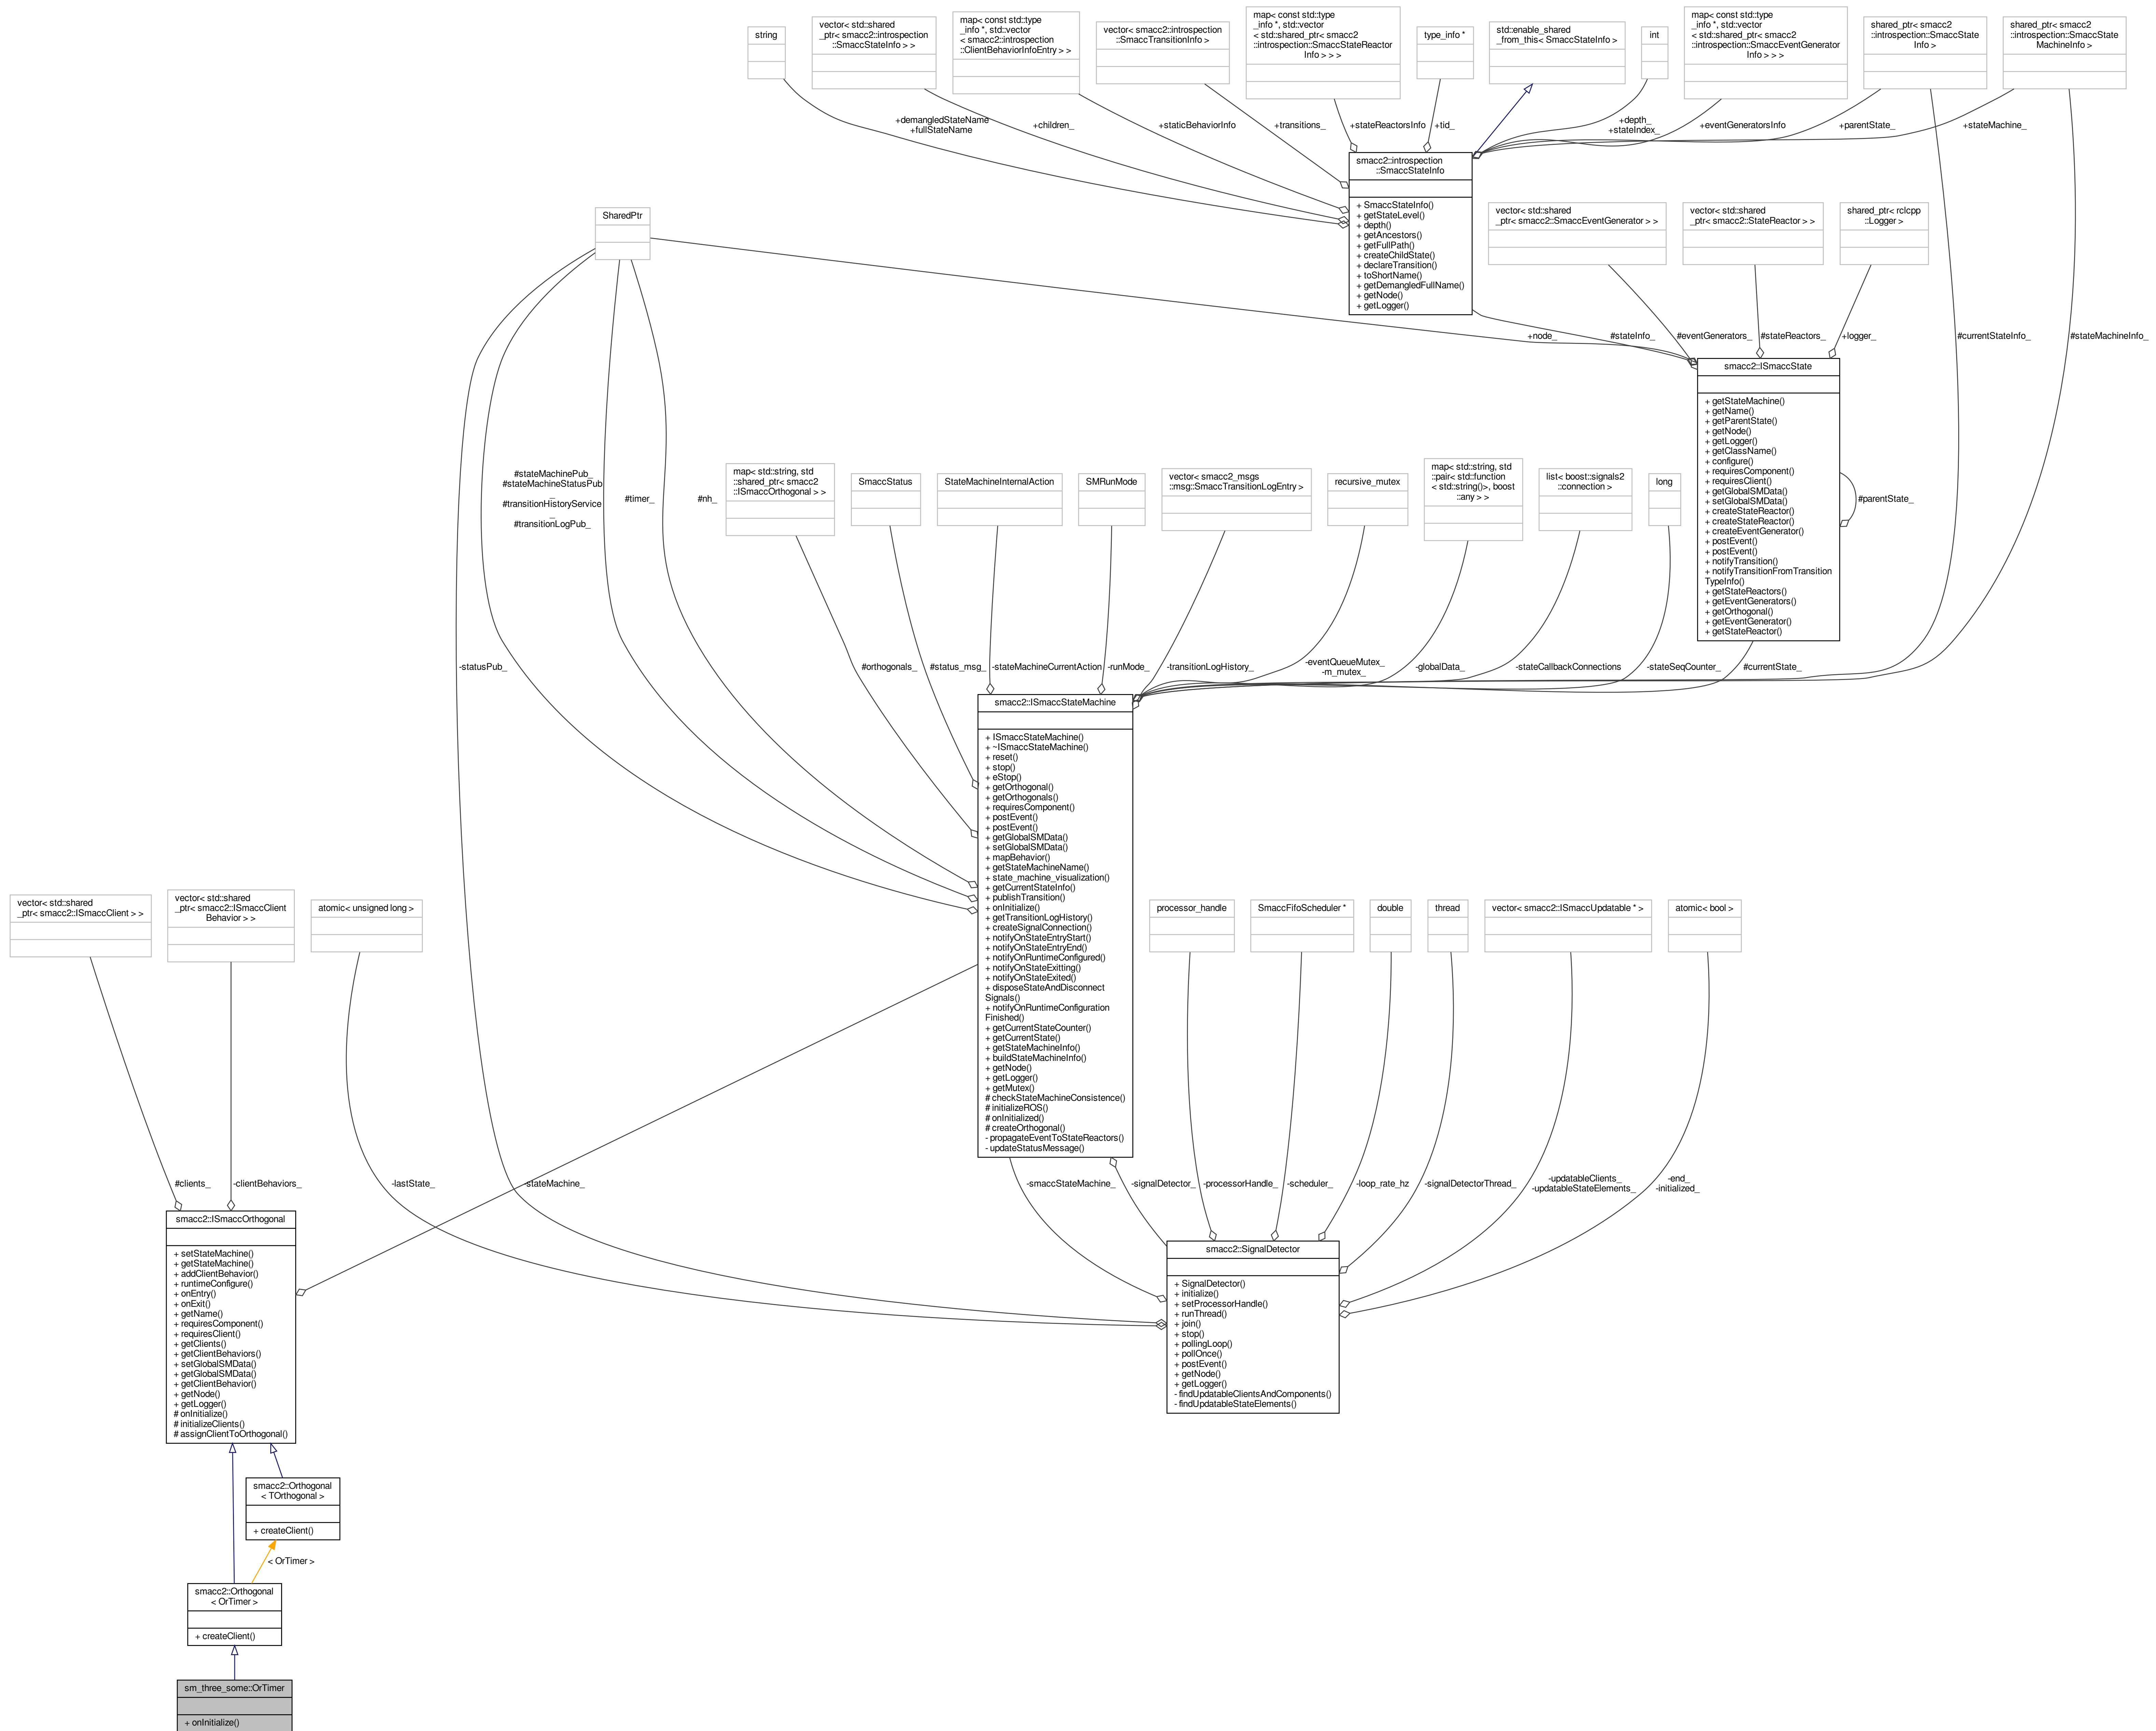 string
vector< std::shared
_ptr< smacc2::introspection
::SmaccStateInfo > >
map< const std::type
_info *, std::vector
< smacc2::introspection
::ClientBehaviorInfoEntry > >
vector< smacc2::introspection
::SmaccTransitionInfo >
map< const std::type
_info *, std::vector
< std::shared_ptr< smacc2
::introspection::SmaccStateReactor
Info > > >
type_info *
std::enable_shared
_from_this< SmaccStateInfo >
int
map< const std::type
_info *, std::vector
< std::shared_ptr< smacc2
::introspection::SmaccEventGenerator
Info > > >
shared_ptr< smacc2
::introspection::SmaccState
Info >
shared_ptr< smacc2
::introspection::SmaccState
MachineInfo >
+demangledStateName
+fullStateName
+children_
+staticBehaviorInfo
+transitions_
+stateReactorsInfo
+tid_
+depth_
+stateIndex_
+eventGeneratorsInfo
+parentState_
+stateMachine_
smacc2::introspection
::SmaccStateInfo
+ SmaccStateInfo()
+ getStateLevel()
+ depth()
+ getAncestors()
+ getFullPath()
+ createChildState()
+ declareTransition()
+ toShortName()
+ getDemangledFullName()
+ getNode()
+ getLogger()
SharedPtr
vector< std::shared
_ptr< smacc2::SmaccEventGenerator > >
vector< std::shared
_ptr< smacc2::StateReactor > >
shared_ptr< rclcpp
::Logger >
+node_
#stateInfo_
#eventGenerators_
#stateReactors_
+logger_
#currentStateInfo_
#stateMachineInfo_
smacc2::ISmaccState
+ getStateMachine()
+ getName()
+ getParentState()
+ getNode()
+ getLogger()
+ getClassName()
+ configure()
+ requiresComponent()
+ requiresClient()
+ getGlobalSMData()
+ setGlobalSMData()
+ createStateReactor()
+ createStateReactor()
+ createEventGenerator()
+ postEvent()
+ postEvent()
+ notifyTransition()
+ notifyTransitionFromTransition
TypeInfo()
+ getStateReactors()
+ getEventGenerators()
+ getOrthogonal()
+ getEventGenerator()
+ getStateReactor()
#parentState_
#stateMachinePub_
#stateMachineStatusPub
_
#transitionHistoryService
_
#transitionLogPub_
#timer_
#nh_
map< std::string, std
::shared_ptr< smacc2
::ISmaccOrthogonal > >
SmaccStatus
StateMachineInternalAction
SMRunMode
vector< smacc2_msgs
::msg::SmaccTransitionLogEntry >
recursive_mutex
map< std::string, std
::pair< std::function
< std::string()>, boost
::any > >
list< boost::signals2
::connection >
long
-statusPub_
#orthogonals_
#status_msg_
-stateMachineCurrentAction
-runMode_
-transitionLogHistory_
-eventQueueMutex_
-m_mutex_
-globalData_
-stateCallbackConnections
-stateSeqCounter_
#currentState_
smacc2::ISmaccStateMachine
+ ISmaccStateMachine()
+ ~ISmaccStateMachine()
+ reset()
+ stop()
+ eStop()
+ getOrthogonal()
+ getOrthogonals()
+ requiresComponent()
+ postEvent()
+ postEvent()
+ getGlobalSMData()
+ setGlobalSMData()
+ mapBehavior()
+ getStateMachineName()
+ state_machine_visualization()
+ getCurrentStateInfo()
+ publishTransition()
+ onInitialize()
+ getTransitionLogHistory()
+ createSignalConnection()
+ notifyOnStateEntryStart()
+ notifyOnStateEntryEnd()
+ notifyOnRuntimeConfigured()
+ notifyOnStateExitting()
+ notifyOnStateExited()
+ disposeStateAndDisconnect
Signals()
+ notifyOnRuntimeConfiguration
Finished()
+ getCurrentStateCounter()
+ getCurrentState()
+ getStateMachineInfo()
+ buildStateMachineInfo()
+ getNode()
+ getLogger()
+ getMutex()
# checkStateMachineConsistence()
# initializeROS()
# onInitialized()
# createOrthogonal()
- propagateEventToStateReactors()
- updateStatusMessage()
vector< std::shared
_ptr< smacc2::ISmaccClient > >
vector< std::shared
_ptr< smacc2::ISmaccClient
Behavior > >
atomic< unsigned long >
processor_handle
SmaccFifoScheduler *
double
thread
vector< smacc2::ISmaccUpdatable * >
atomic< bool >
#clients_
-clientBehaviors_
-lastState_
-stateMachine_
-smaccStateMachine_
-signalDetector_
-processorHandle_
-scheduler_
-loop_rate_hz
-signalDetectorThread_
-updatableClients_
-updatableStateElements_
-end_
-initialized_
smacc2::ISmaccOrthogonal
+ setStateMachine()
+ getStateMachine()
+ addClientBehavior()
+ runtimeConfigure()
+ onEntry()
+ onExit()
+ getName()
+ requiresComponent()
+ requiresClient()
+ getClients()
+ getClientBehaviors()
+ setGlobalSMData()
+ getGlobalSMData()
+ getClientBehavior()
+ getNode()
+ getLogger()
# onInitialize()
# initializeClients()
# assignClientToOrthogonal()
smacc2::SignalDetector
+ SignalDetector()
+ initialize()
+ setProcessorHandle()
+ runThread()
+ join()
+ stop()
+ pollingLoop()
+ pollOnce()
+ postEvent()
+ getNode()
+ getLogger()
- findUpdatableClientsAndComponents()
- findUpdatableStateElements()
smacc2::Orthogonal
< TOrthogonal >
+ createClient()
< OrTimer >
smacc2::Orthogonal
< OrTimer >
+ createClient()
sm_three_some::OrTimer
+ onInitialize()